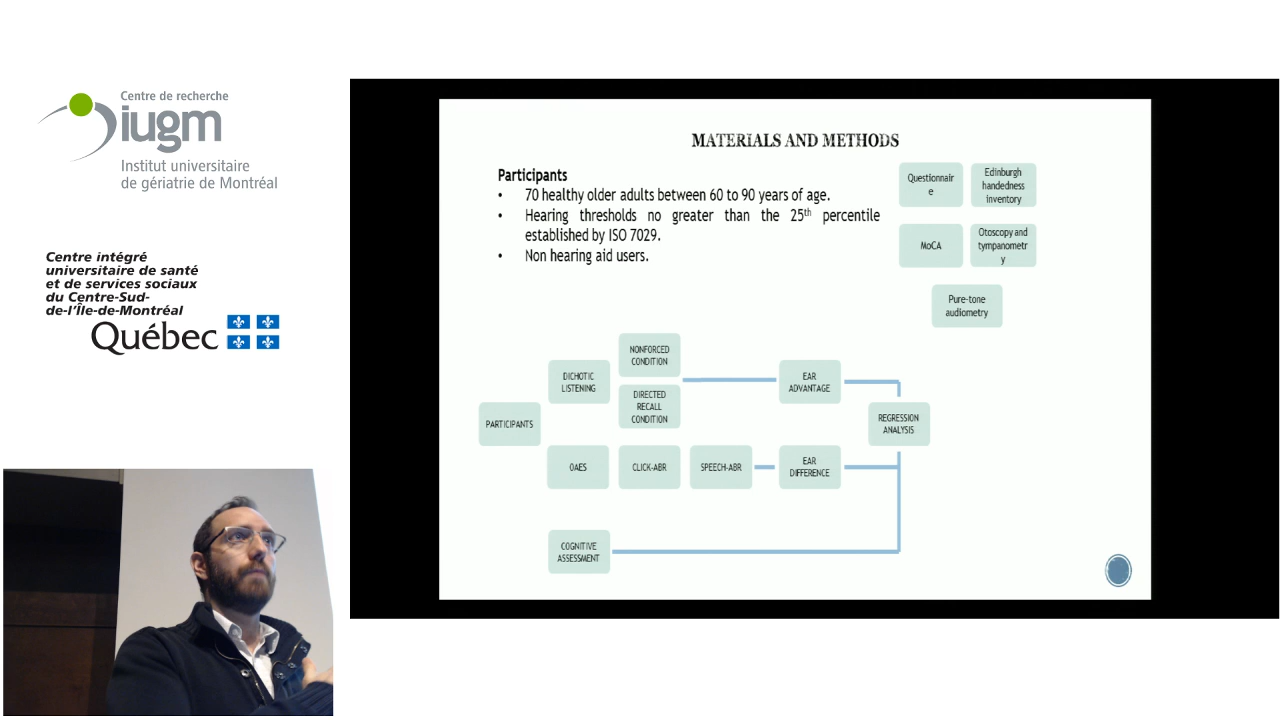 Centre de recherche
iugm
Institut universitaire
de gériatrie de Montréal
Centre intégré
universitaire de santé
et de services sociaux
du Centre-Sud-
de-l'Île-de-Montréal
Québec
MATERIALS AND METHODS
Participants
• 70 healthy older adults between 60 to 90 years of age.
• Hearing thresholds no greater than the 25th percentile
established by ISO 7029.
• Non hearing aid users.
Questionnair
e
Edinburgh
handedness
inventory
MoCA
Otoscopy and
tympanometr
y
Pure-tone
audiometry
PARTICIPANTS
DICHOTIC
LISTENING
NONFORCED
CONDITION
DIRECTED
RECALL
CONDITION
EAR
ADVANTAGE
REGRESSION
ANALYSIS
OAES
CLICK-ABR
SPEECH-ABR
EAR
DIFFERENCE
COGNITIVE
ASSESSMENT